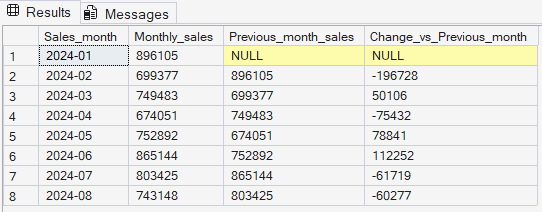 Results Messages
Sales_month Monthly_sales Previous_month_sales Change_vs_Previous_month
1 2024-01 896105 NULL NULL
2 2024-02 699377 896105 -196728
3 2024-03 749483 699377 50106
4 2024-04 674051 749483 -75432
5 2024-05 752892 674051 78841
6 2024-06 865144 752892 112252
7 2024-07 803425 865144 -61719
8 2024-08 743148 803425 -60277